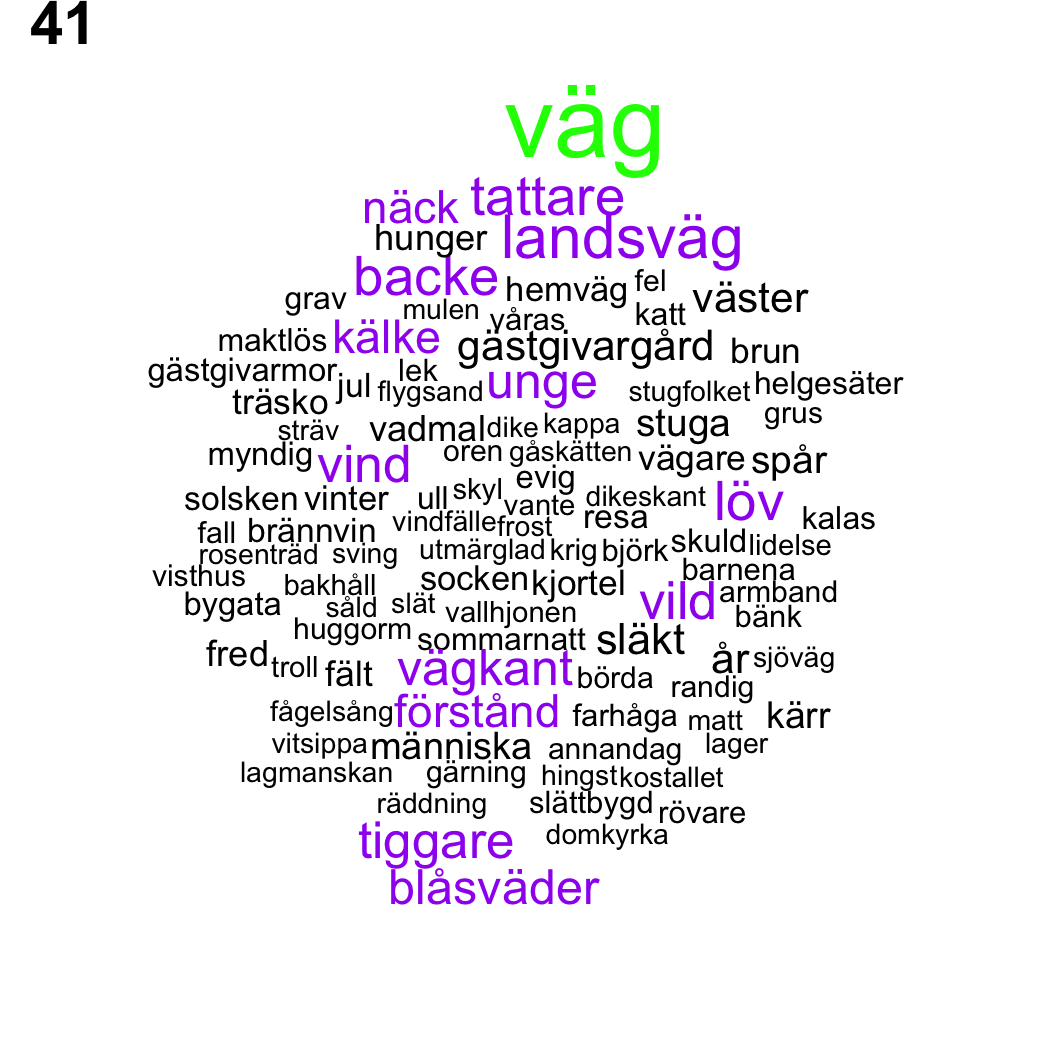 41
väg
näck tattare
hunger landsväg
backe hemväg fel
grav mulen våras katt väster
maktlös kälke gästgivargård brun
gästgivarmor jul lek flygsand unge stugfolket helgesäter
träsko sträv vadmal dike kappa stuga grus
myndig vind oren gåskätten vägare spår
solsken vinter ull skyl evig vante dikeskant löv kalas
fall brännvin vindfälle frost resa
rosenträd sving utmärglad krig björk skuld lidelse
visthus bakhåll socken kjortel barnena
bygata såld slät vallhjonen vild armband bänk
huggorm sommarnatt släkt
fred troll fält vägkant börda år sjöväg
randig
fågelsång förstånd farhåga matt kärr
vitsippa människa annandag lager
lagmanskan gärning hingst kostallet
räddning slättbygd rövare
tiggare domkyrka
blåsväder